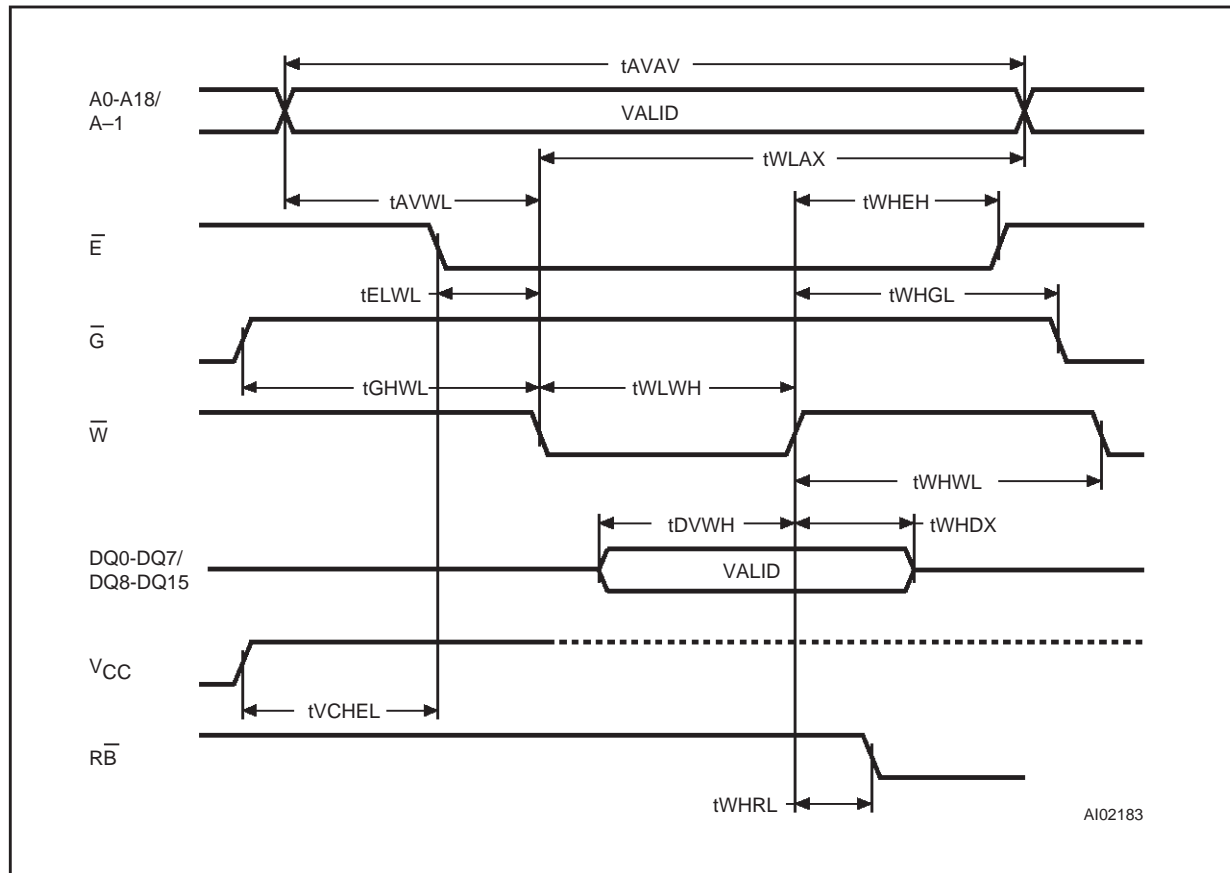 tAVAV
A0-A18/
A–1
VALID
tWLAX
tAVWL
tWHEH
E̅
tELWL
tWHGL
G̅
tGHWL
tWLWH
W̅
tWHWL
tDVWH
tWHDX
DQ0-DQ7/
DQ8-DQ15
VALID
VCC
tVCHEL
RB̅
tWHRL
AI02183